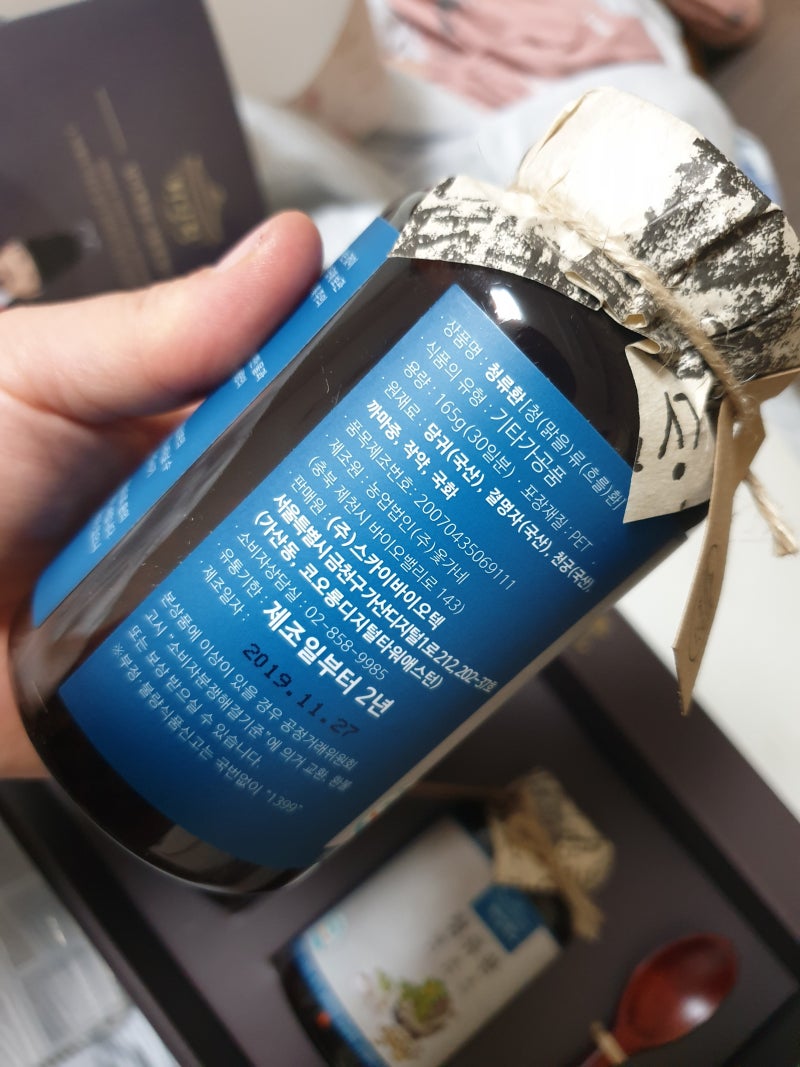 · 상품명 : 청류환(청(맑을)류(흐를)환)
· 식품의 유형 : 기타가공품
· 용량 : 165g(30일분) · 포장재질 : PET
· 원재료 : 당귀(국산), 결명자(국산), 천궁(국산),
까마중, 작약, 국화
· 품목제조번호: 20070435069111
· 제조원 : 농업법인(주)옻가네
(충북 제천시 바이오밸리로 143)
· 판매원 : (주)스카이바이오텍
서울특별시금천구가산디지털1로212,202-37호
(가산동, 코오롱디지털타워애스턴)
· 소비자상담실 : 02-858-9985
· 유통기한 : 제조일부터 2년
· 제조일자 : 2019.11.27
본상품에 이상이 있을 경우 공정거래위원회
고시 "소비자분쟁해결기준"에 의거 교환, 환불
또는 보상 받으실 수 있습니다.
※부정 불량식품신고는 국번없이 "1399"